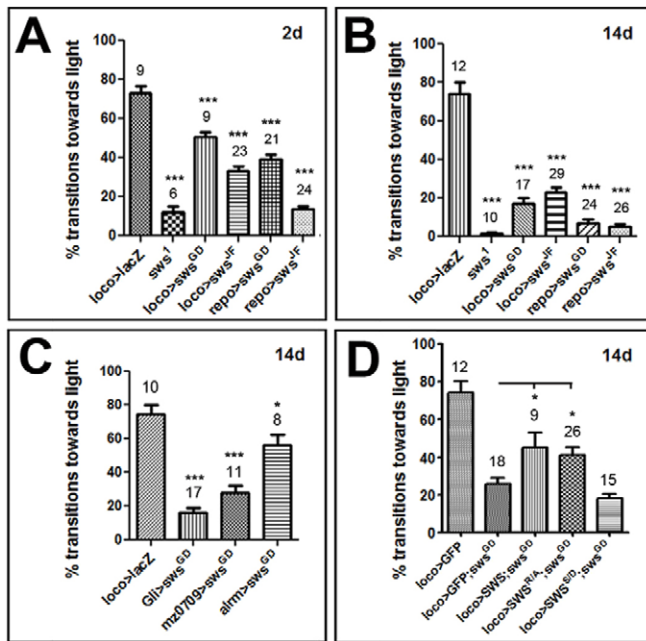 A
2d
% transitions towards light
100
80
60
40
20
0
9
***
6
***
9
***
23
***
21
***
24
loco>lacZ
sws1
loco>swsGD
loco>swsJF
repo>swsGD
repo>swsJF
B
14d
% transitions towards light
100
80
60
40
20
0
12
***
10
***
17
***
29
***
24
***
26
loco>lacZ
sws1
loco>swsGD
loco>swsJF
repo>swsGD
repo>swsJF
C
14d
% transitions towards light
100
80
60
40
20
0
10
***
17
***
11
*
8
loco>lacZ
Gli>swsGD
mz0709>swsGD
alrm>swsGD
D
14d
% transitions towards light
100
80
60
40
20
0
12
18
*
9
*
26
15
loco>GFP
loco>GFP;swsGD
loco>SWS;swsGD
loco>SWSR/A;swsGD
loco>SWSS/D;swsGD